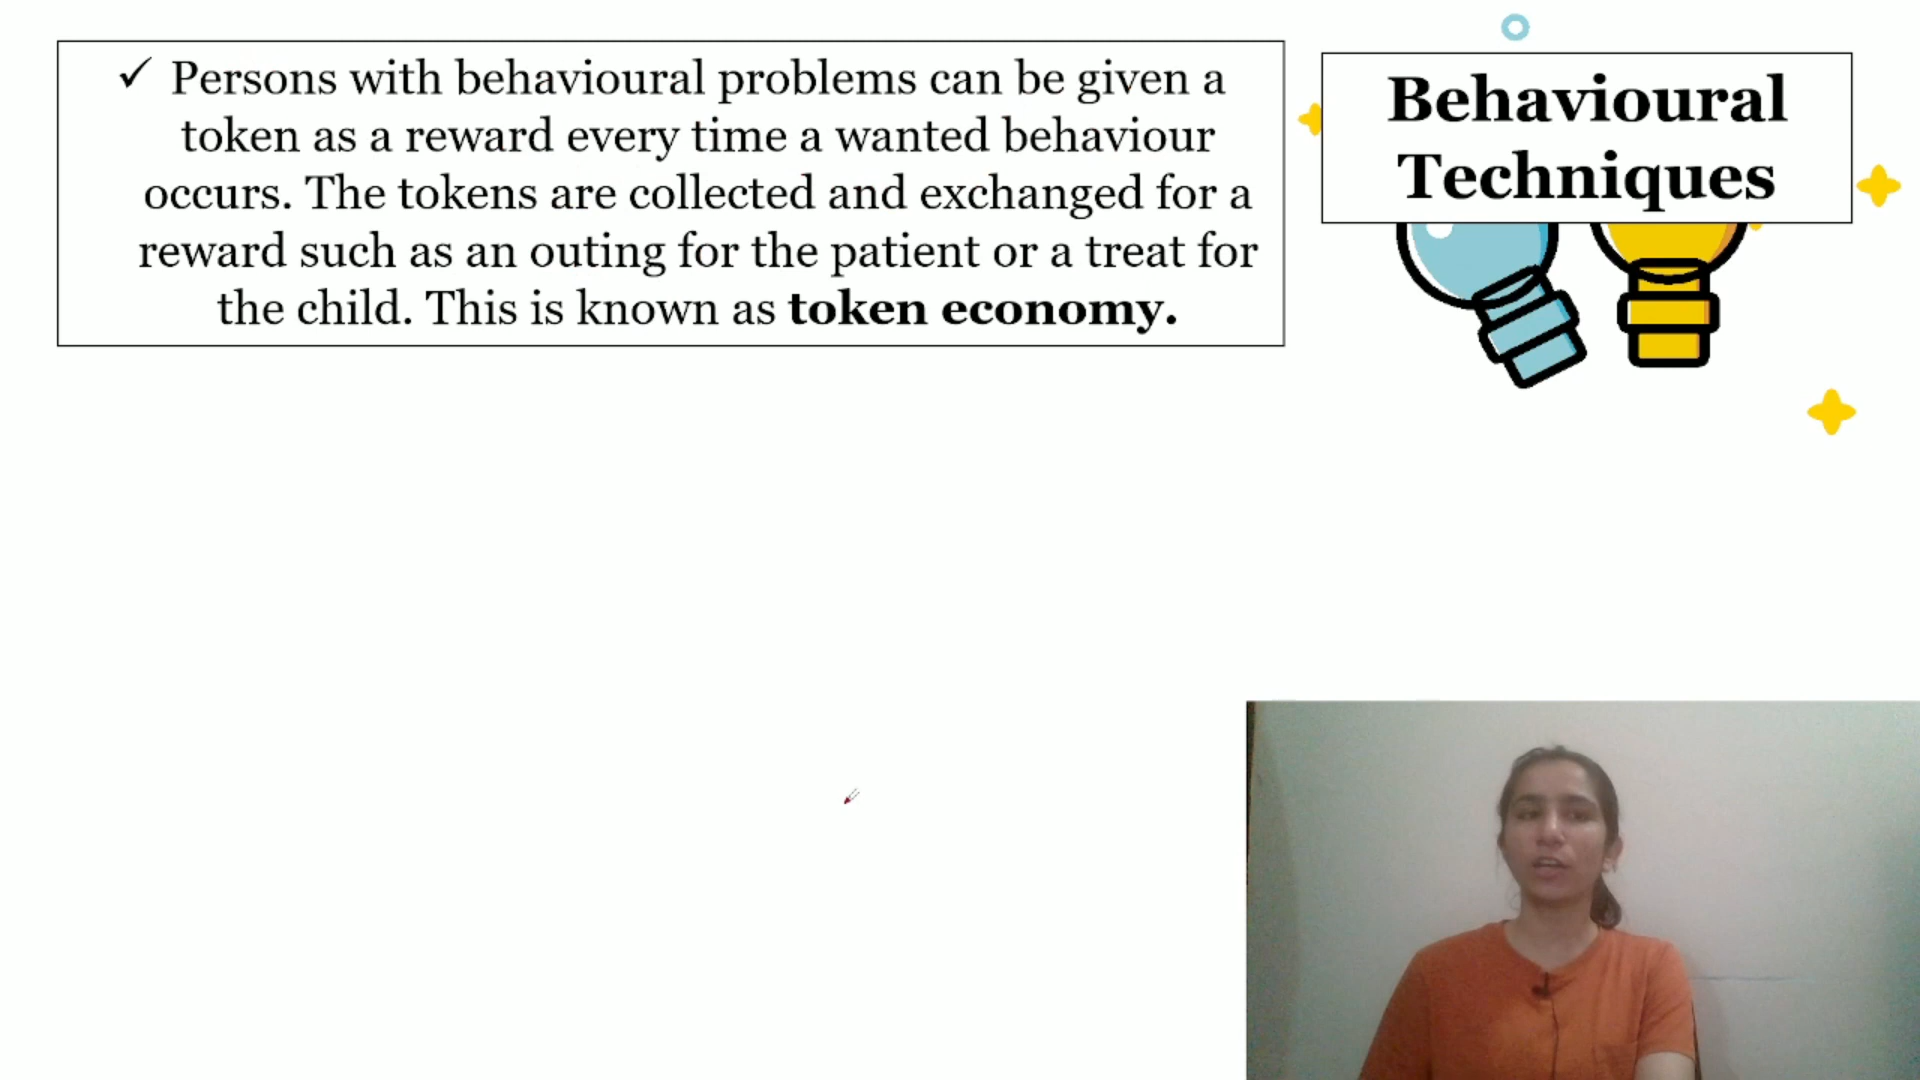 ✓ Persons with behavioural problems can be given a
token as a reward every time a wanted behaviour
occurs. The tokens are collected and exchanged for a
reward such as an outing for the patient or a treat for
the child. This is known as token economy.
Behavioural
Techniques